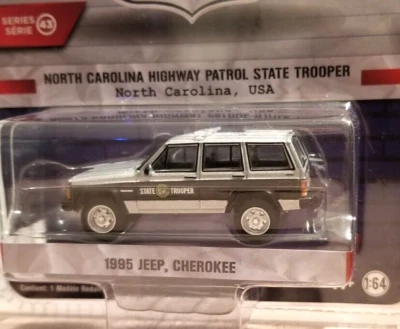 SERIES
SÉRIE 43
NORTH CAROLINA HIGHWAY PATROL STATE TROOPER
North Carolina, USA
STATE TROOPER
1995 JEEP, CHEROKEE
1:64